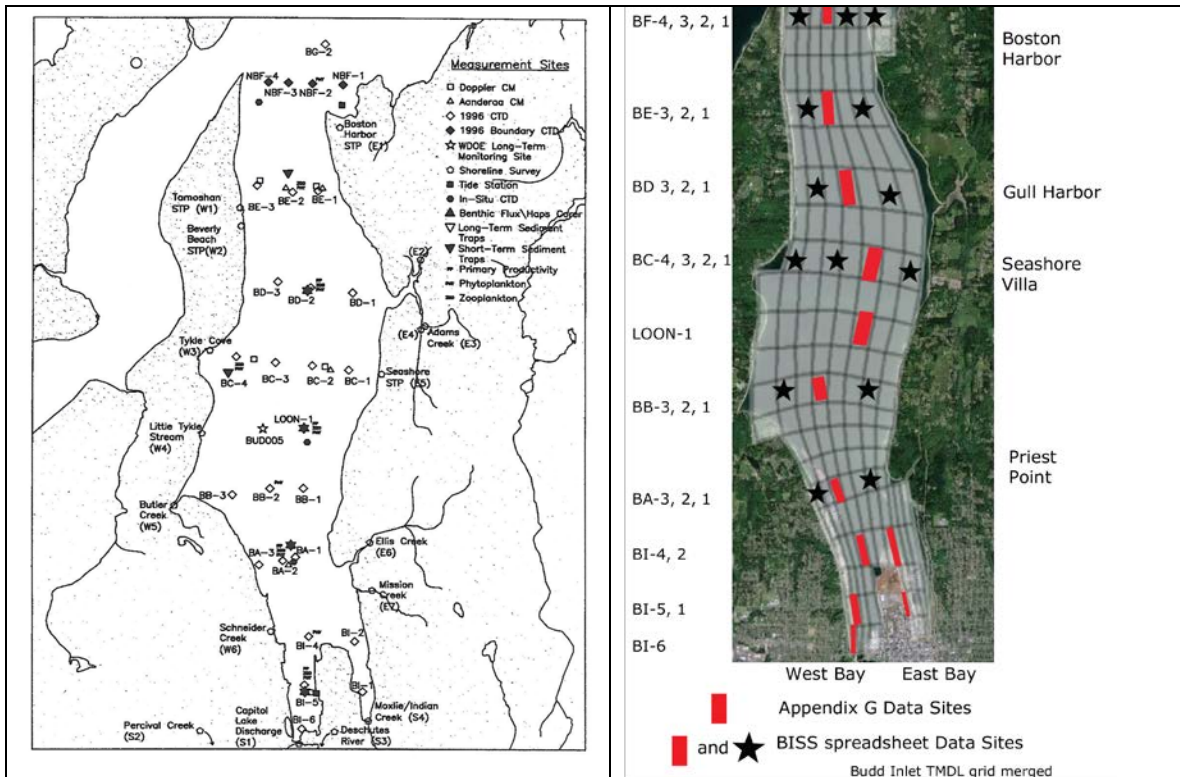 BG-2
Measurement Sites
NBF-4
NBF-3
NBF-2
NBF-1
Doppler CM
Aanderaa CM
1996 CTD
1996 Boundary CTD
WDOE Long-Term
Monitoring Site
Shoreline Survey
Tide Station
In-Situ CTD
Benthic Flux\Haps Corer
Long-Term Sediment
Traps
Short-Term Sediment
Traps
Primary Productivity
Phytoplankton
Zooplankton
Boston
Harbor
STP (E1)
Tamoshan
STP (W1)
BE-3
BE-2
BE-1
Beverly
Beach
STP(W2)
(E2)
BD-3
BD-2
BD-1
(E4)
Adams
Creek (E3)
Tykle Cove
(W3)
BC-4
BC-3
BC-2
BC-1
Seashore
STP (E5)
LOON-1
BUD005
Little Tykle
Stream
(W4)
BB-3
BB-2
BB-1
Butler
Creek
(W5)
BA-3
BA-1
BA-2
Ellis Creek
(E6)
Mission
Creek
(E7)
Schneider
Creek
(W6)
BI-4
BI-2
BI-5
BI-1
BI-6
Capitol
Lake
Discharge
(S1)
Percival Creek
(S2)
Moxlie/Indian
Creek (S4)
Deschutes
River (S3)
BF-4, 3, 2, 1
Boston
Harbor
BE-3, 2, 1
BD 3, 2, 1
Gull Harbor
BC-4, 3, 2, 1
Seashore
Villa
LOON-1
BB-3, 2, 1
Priest
Point
BA-3, 2, 1
BI-4, 2
BI-5, 1
BI-6
West Bay East Bay
Appendix G Data Sites
and BISS spreadsheet Data Sites
Budd Inlet TMDL grid merged